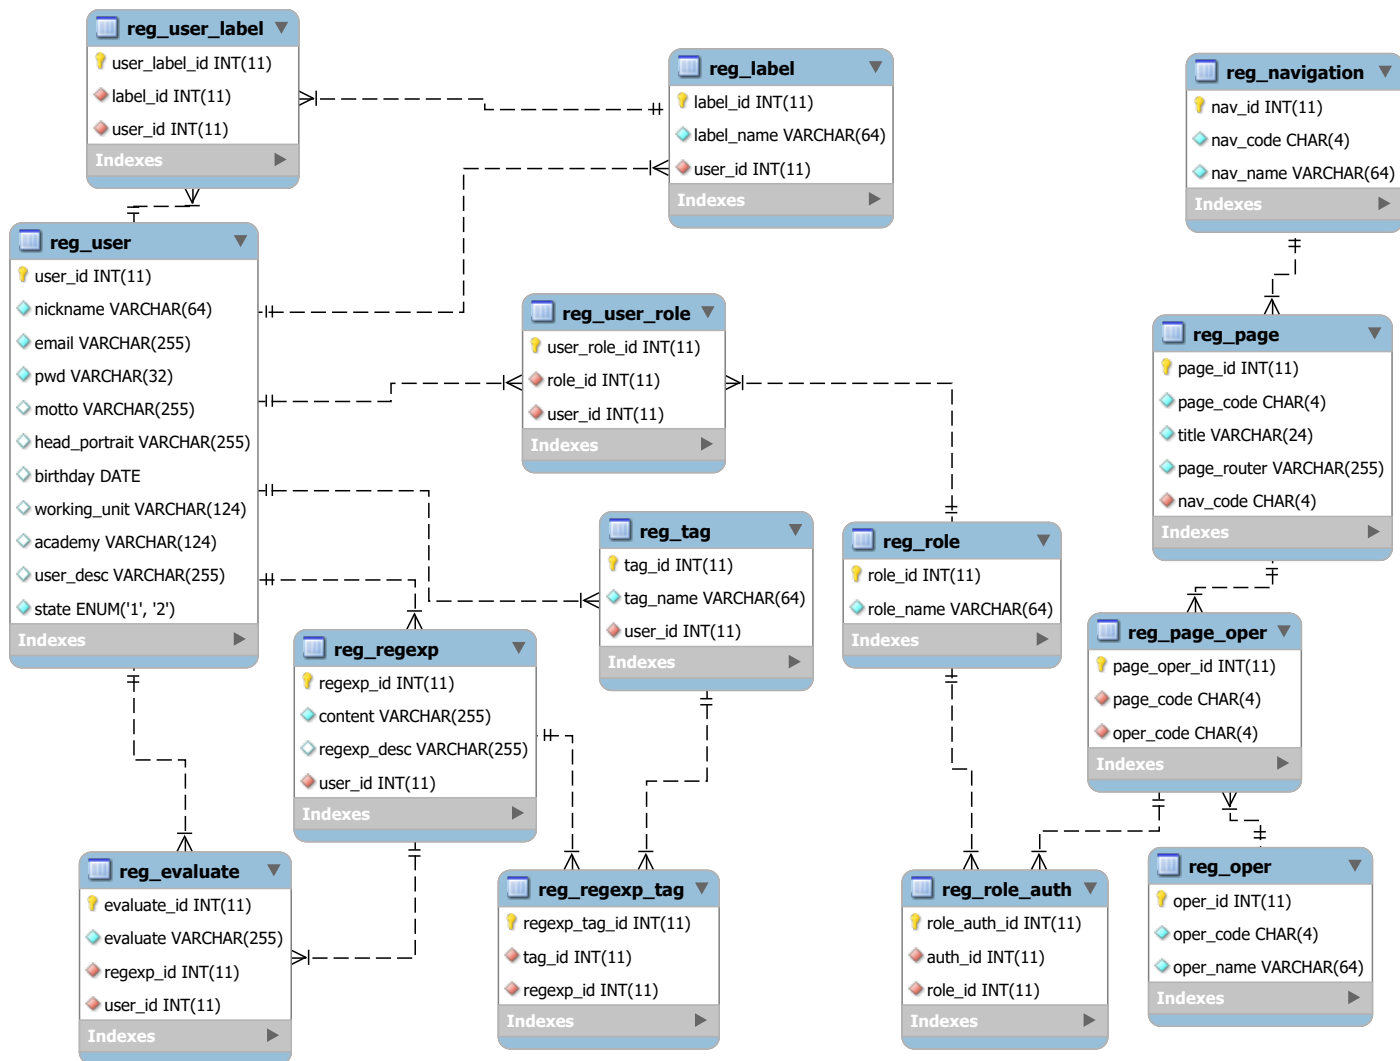 reg_user_label
user_label_id INT(11)
label_id INT(11)
user_id INT(11)
Indexes
reg_label
label_id INT(11)
label_name VARCHAR(64)
user_id INT(11)
Indexes
reg_navigation
nav_id INT(11)
nav_code CHAR(4)
nav_name VARCHAR(64)
Indexes
reg_user
user_id INT(11)
nickname VARCHAR(64)
email VARCHAR(255)
pwd VARCHAR(32)
motto VARCHAR(255)
head_portrait VARCHAR(255)
birthday DATE
working_unit VARCHAR(124)
academy VARCHAR(124)
user_desc VARCHAR(255)
state ENUM('1', '2')
Indexes
reg_user_role
user_role_id INT(11)
role_id INT(11)
user_id INT(11)
Indexes
reg_page
page_id INT(11)
page_code CHAR(4)
title VARCHAR(24)
page_router VARCHAR(255)
nav_code CHAR(4)
Indexes
reg_tag
tag_id INT(11)
tag_name VARCHAR(64)
user_id INT(11)
Indexes
reg_role
role_id INT(11)
role_name VARCHAR(64)
Indexes
reg_page_oper
page_oper_id INT(11)
page_code CHAR(4)
oper_code CHAR(4)
Indexes
reg_regexp
regexp_id INT(11)
content VARCHAR(255)
regexp_desc VARCHAR(255)
user_id INT(11)
Indexes
reg_evaluate
evaluate_id INT(11)
evaluate VARCHAR(255)
regexp_id INT(11)
user_id INT(11)
Indexes
reg_regexp_tag
regexp_tag_id INT(11)
tag_id INT(11)
regexp_id INT(11)
Indexes
reg_role_auth
role_auth_id INT(11)
auth_id INT(11)
role_id INT(11)
Indexes
reg_oper
oper_id INT(11)
oper_code CHAR(4)
oper_name VARCHAR(64)
Indexes